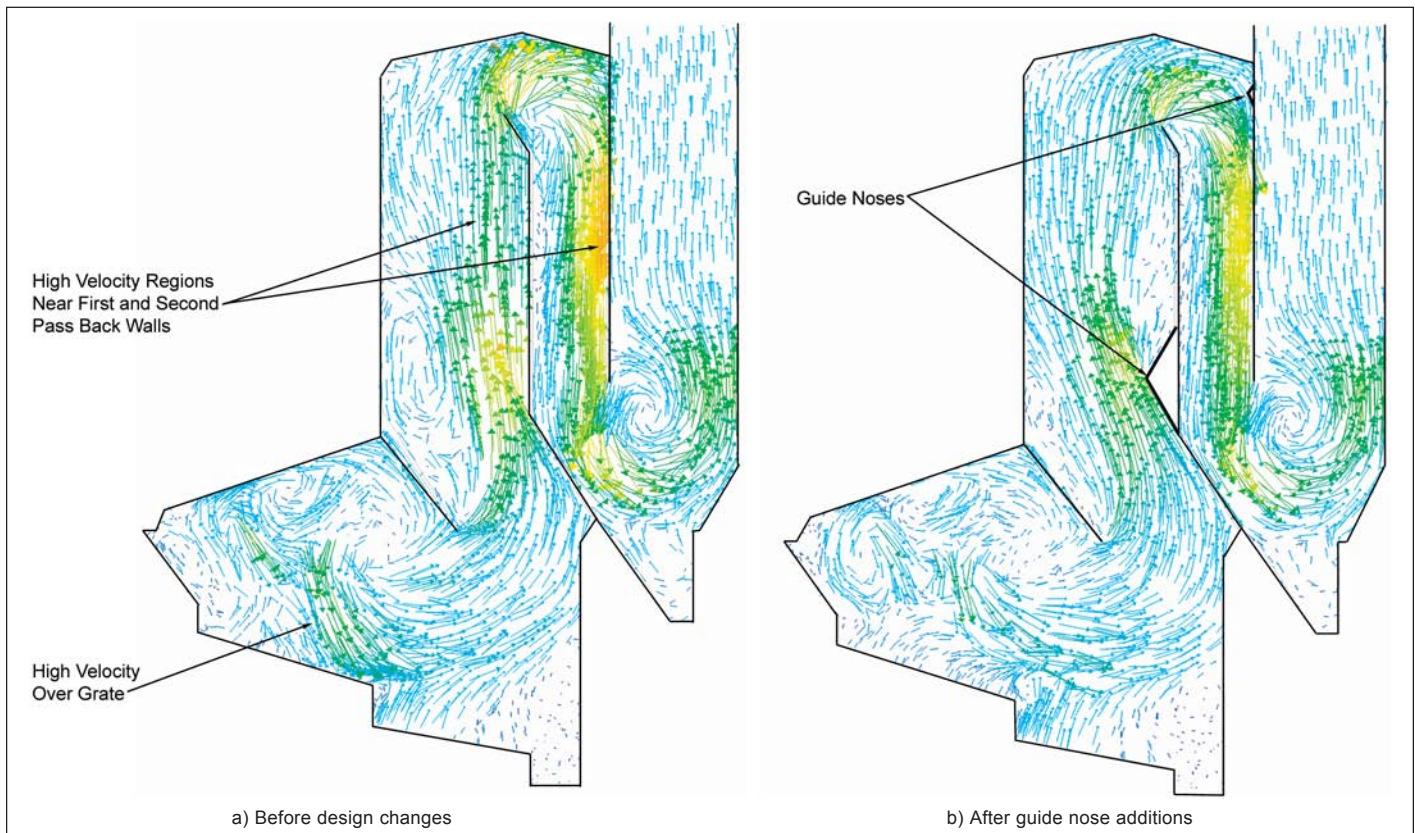 High Velocity Regions
Near First and Second
Pass Back Walls
High Velocity
Over Grate
Guide Noses
a) Before design changes
b) After guide nose additions